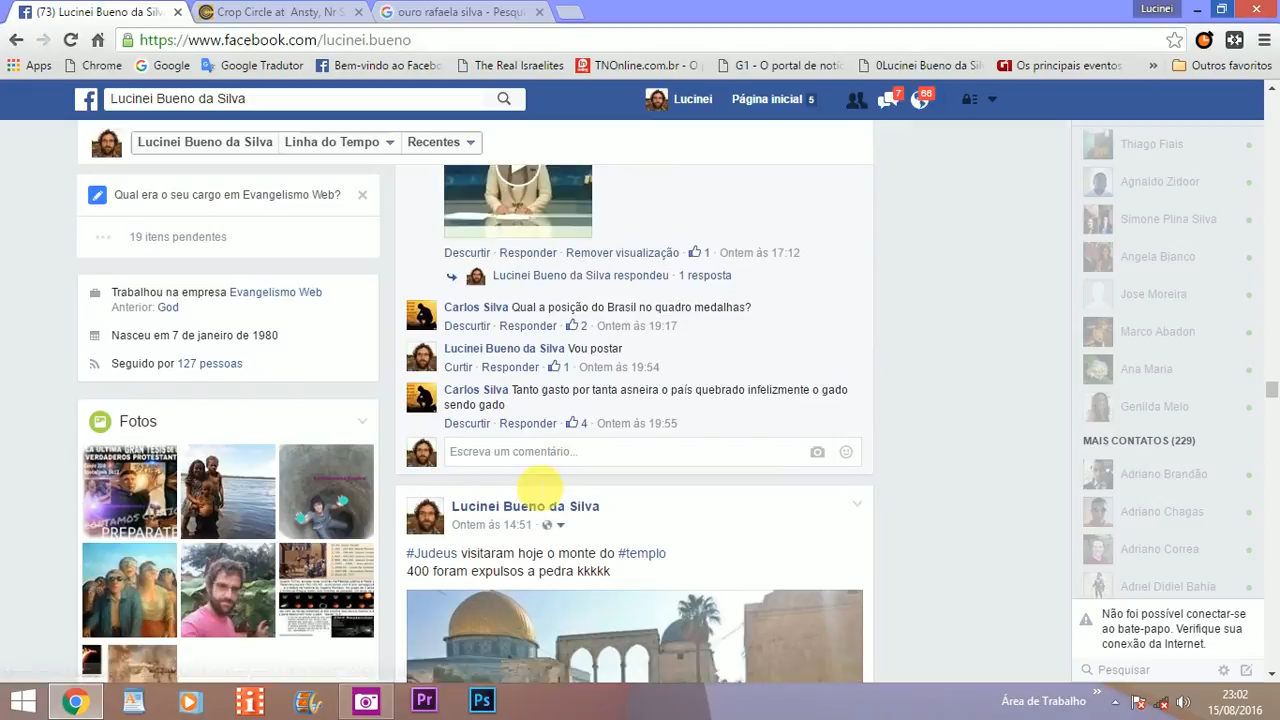 (73) Lucinei Bueno da Silv
Crop Circle at Ansty, Nr S
ouro rafaela silva - Pesqu
Lucinei
https://www.facebook.com/lucinei.bueno
Apps
Chrome
Google
Google Tradutor
Bem-vindo ao Facebo
The Real Israelites
TNOnline.com.br -
G1 - O portal de notí
0Lucinei Bueno da Sil
Os principais eventos
»
Outros favoritos
Lucinei Bueno da Silva
Lucinei
Página inicial 5
7
68
Lucinei Bueno da Silva
Linha do Tempo
Recentes
Qual era o seu cargo em Evangelismo Web?
19 itens pendentes
Trabalhou na empresa Evangelismo Web
Anterior: God
Nasceu em 7 de janeiro de 1980
Seguido por 127 pessoas
Fotos
PREPARATE
Descurtir · Responder · Remover visualização · 1 · Ontem às 17:12
Lucinei Bueno da Silva respondeu · 1 resposta
Carlos Silva Qual a posição do Brasil no quadro medalhas?
Descurtir · Responder · 2 · Ontem às 19:17
Lucinei Bueno da Silva Vou postar
Curtir · Responder · 1 · Ontem às 19:54
Carlos Silva Tanto gasto por tanta asneira o país quebrado infelizmente o gado
sendo gado
Descurtir · Responder · 4 · Ontem às 19:55
Escreva um comentário...
Lucinei Bueno da Silva
Ontem às 14:51 ·
#Judeus visitaram hoje o monte do #templo
400 foram expulsos a pedra kkkkk
Thiago Fiais
Agnaldo Zidoor
Simone Plina Silva
Angela Bianco
Jose Moreira
Marco Abadon
Ana Maria
Genilda Melo
MAIS CONTATOS (229)
Adriano Brandão
Adriano Chagas
Adriano Correa
Adriel Didiel Bahia
Não foi possível conectar-se
ao bate-papo. Verifique sua
conexão da Internet.
Pesquisar
Pr
Ps
Área de Trabalho
»
23:02
15/08/2016